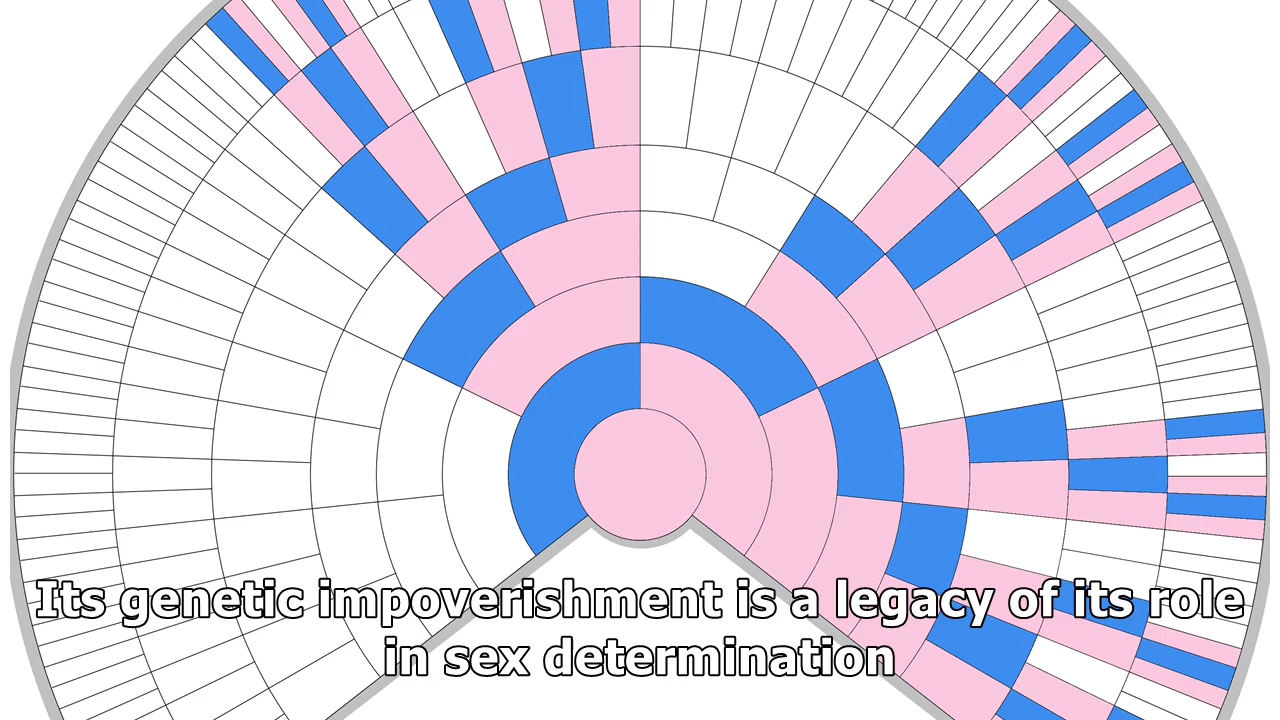 Its genetic impoverishment is a legacy of its role
in sex determination